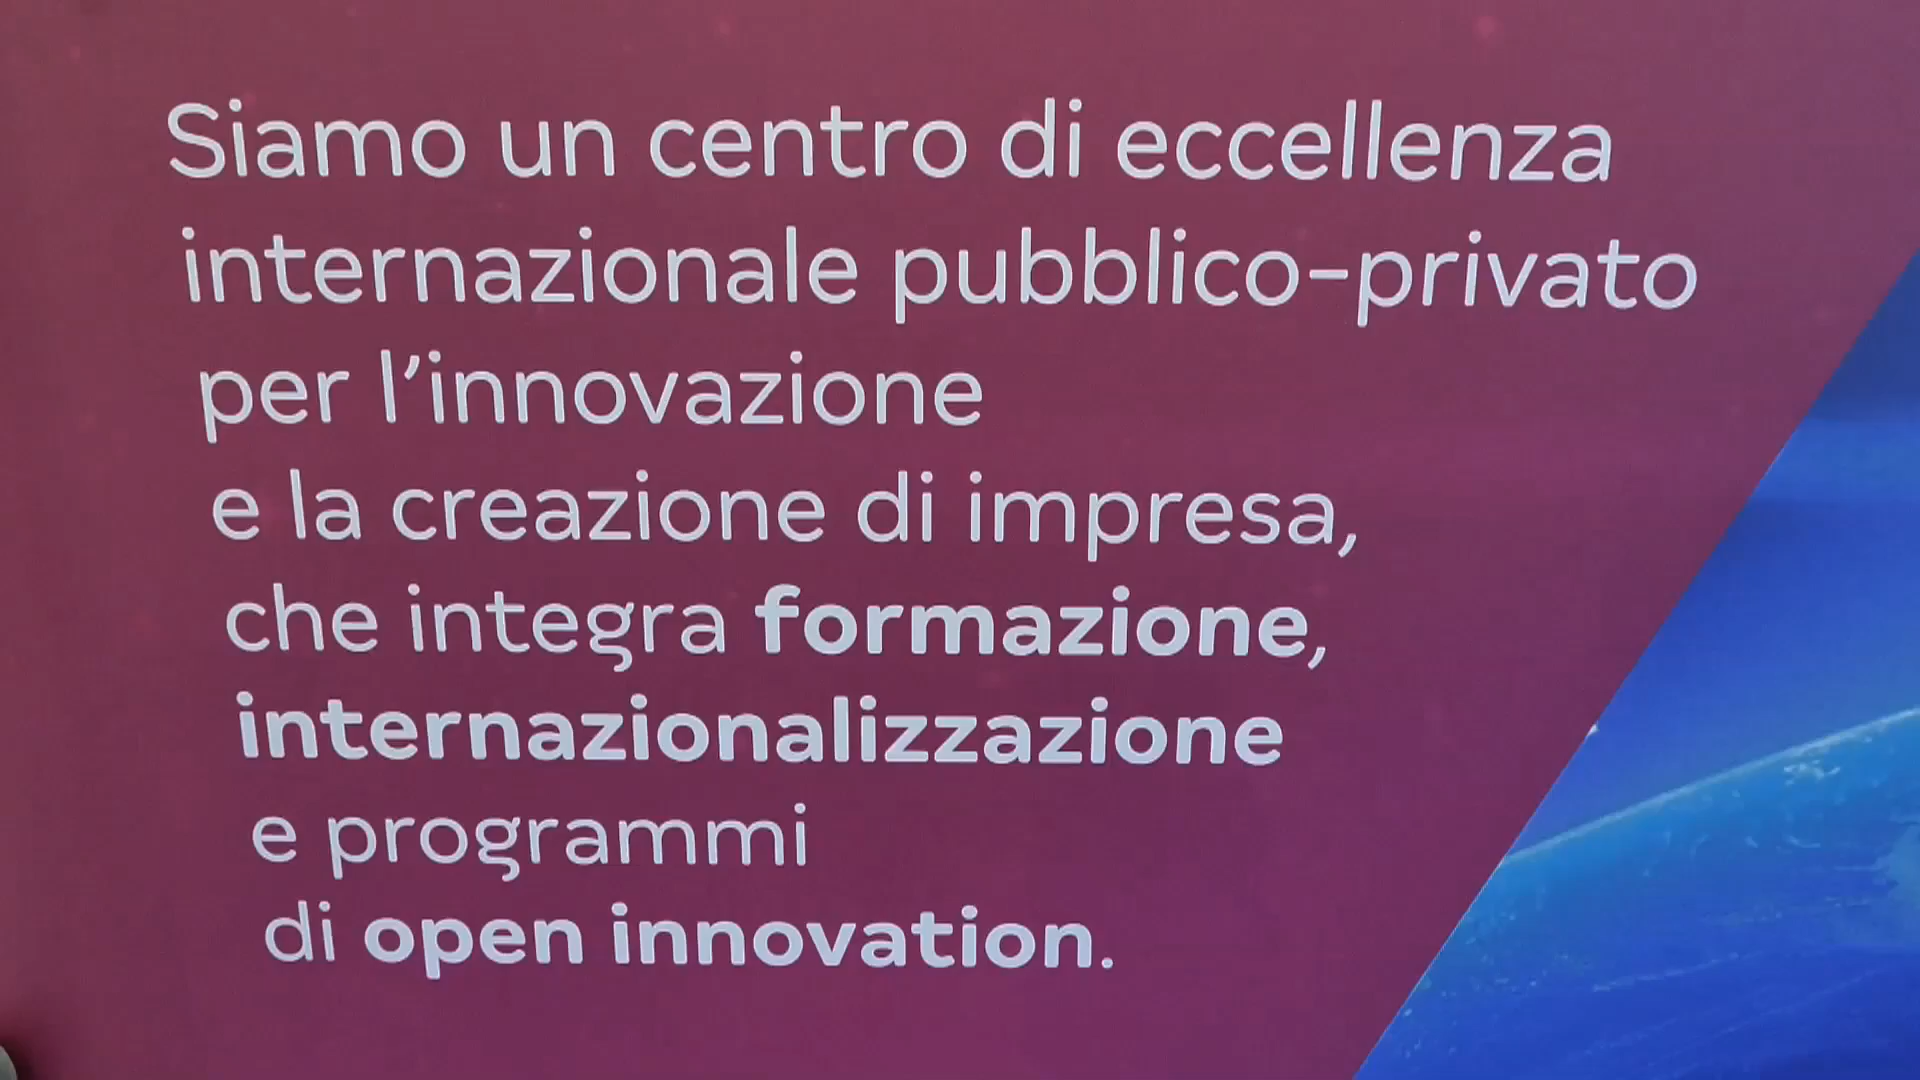 Siamo un centro di eccellenza
internazionale pubblico-privato
per l’innovazione
e la creazione di impresa,
che integra formazione,
internazionalizzazione
e programmi
di open innovation.